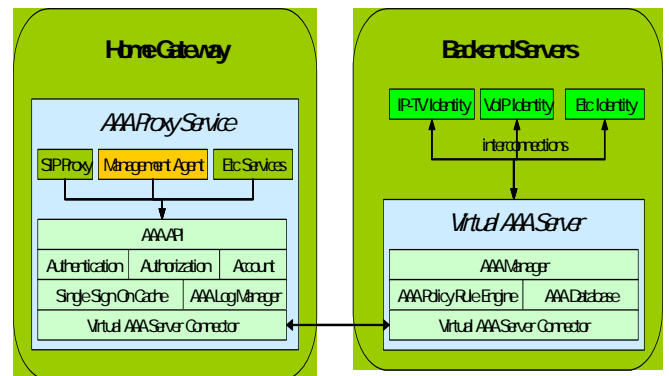 Home Gateway
AAA Proxy Service
SIP Proxy
Management Agent
Etc Services
AAA API
Authentication
Authorization
Account
Single Sign On Cache
AAA Log Manager
Virtual AAA Server Connector
Backend Servers
IP-TV Identity
VoIP Identity
Etc Identity
interconnections
Virtual AAA Server
AAA Manager
AAA Policy Rule Engine
AAA Database
Virtual AAA Server Connector